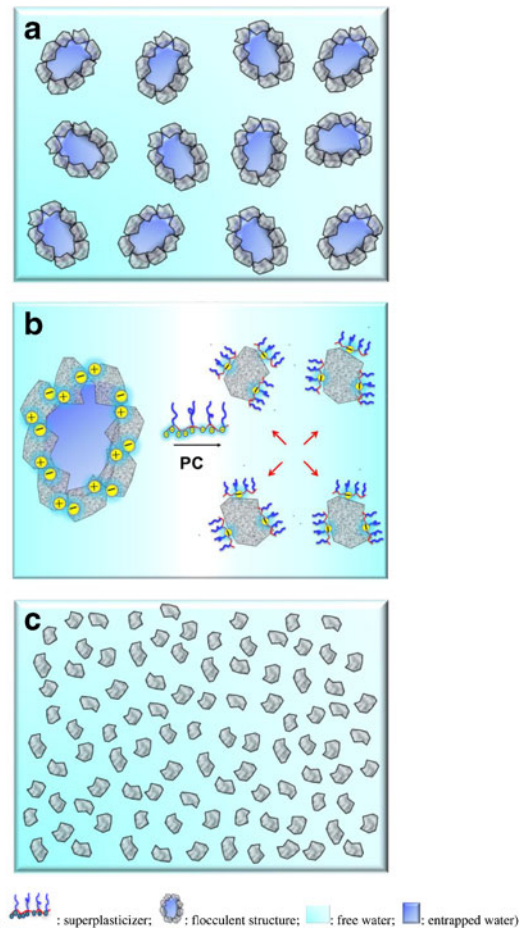 a
b
PC
c
: superplasticizer; : flocculent structure; : free water; : entrapped water)